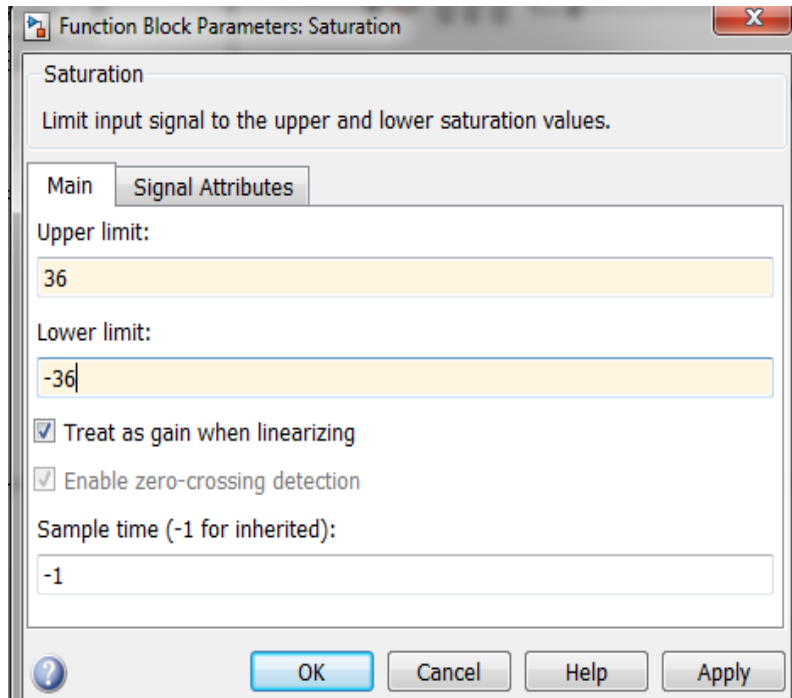 Function Block Parameters: Saturation
Saturation
Limit input signal to the upper and lower saturation values.
Main
Signal Attributes
Upper limit:
36
Lower limit:
-36
Treat as gain when linearizing
Enable zero-crossing detection
Sample time (-1 for inherited):
-1
? OK Cancel Help Apply